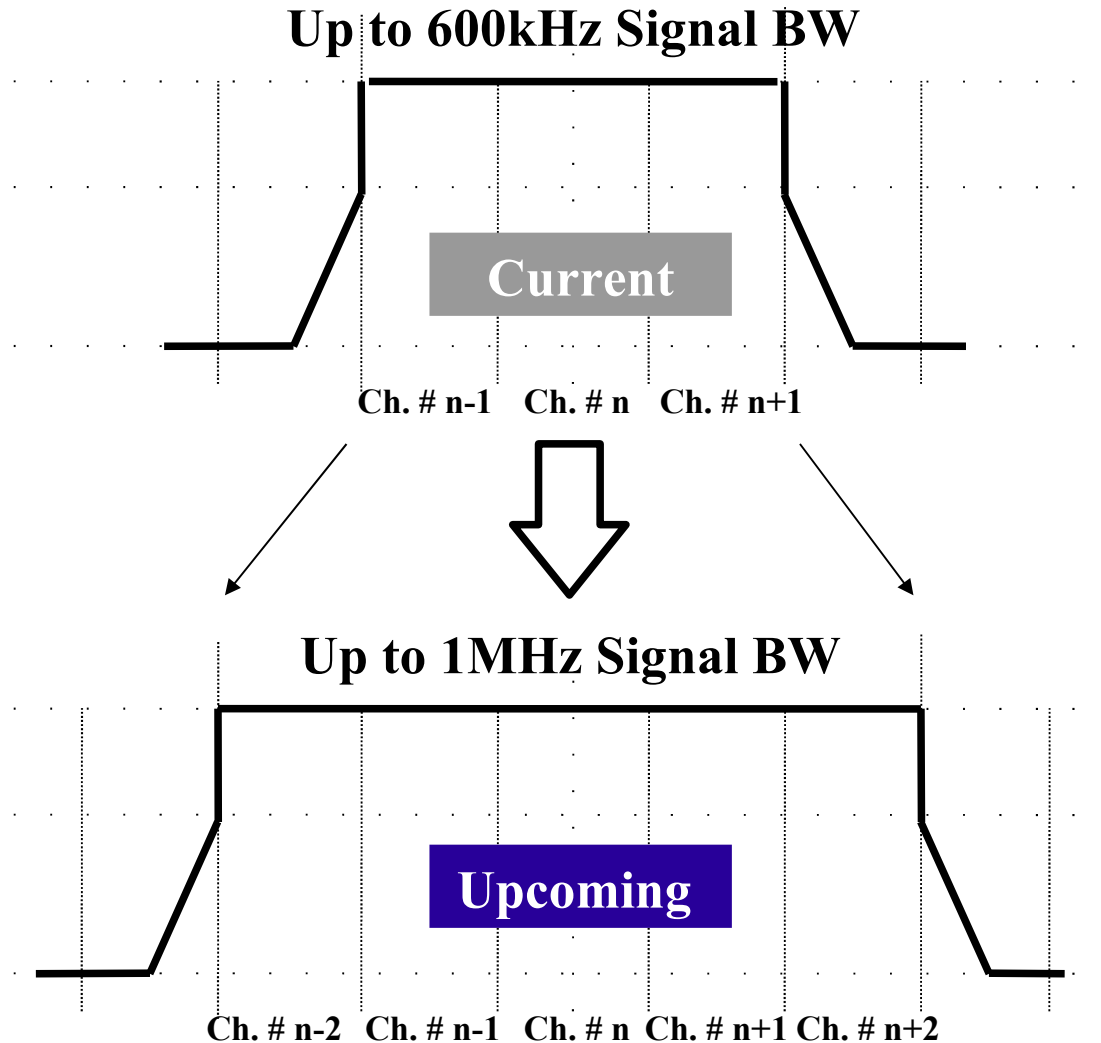 Up to 600kHz Signal BW
Current
Ch. # n-1 Ch. # n Ch. # n+1
Up to 1MHz Signal BW
Upcoming
Ch. # n-2 Ch. # n-1 Ch. # n Ch. # n+1 Ch. # n+2